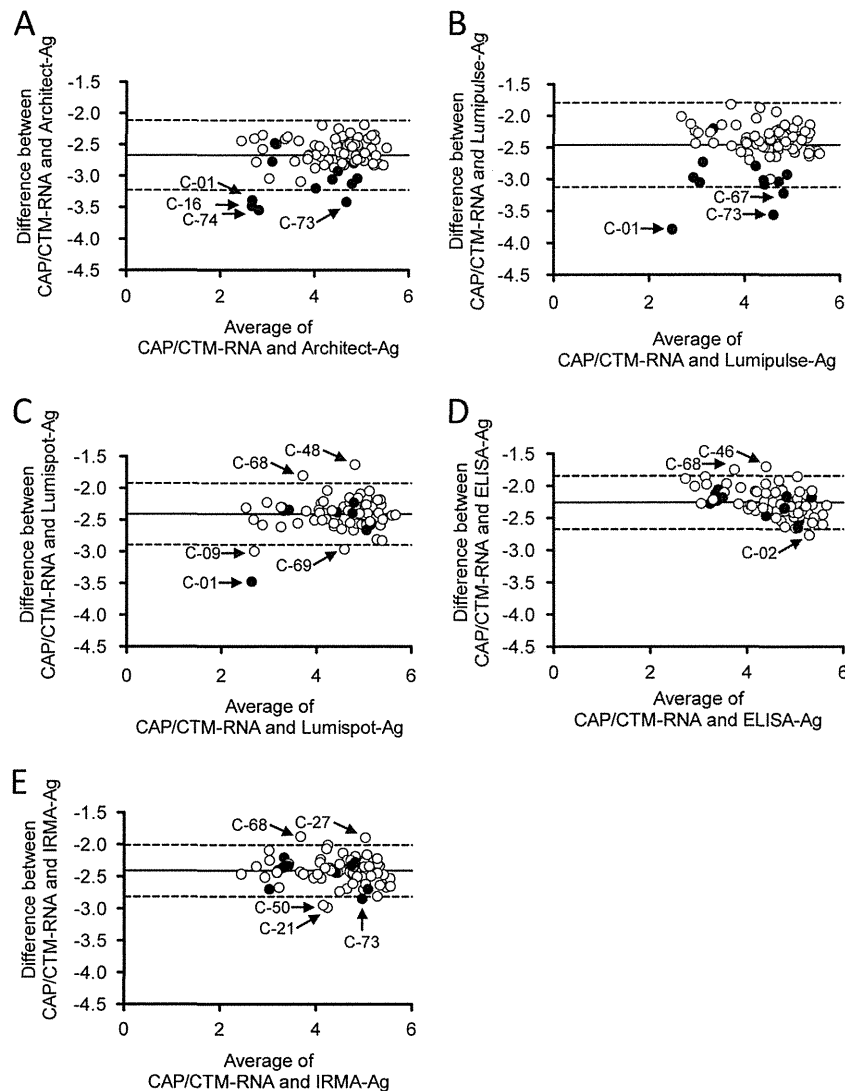 A
Difference between
CAP/CTM-RNA and Architect-Ag
-1.5
-2.0
-2.5
-3.0
-3.5
-4.0
-4.5
C-01
C-16
C-74
C-73
0
2
4
6
Average of
CAP/CTM-RNA and Architect-Ag
B
Difference between
CAP/CTM-RNA and Lumipulse-Ag
-1.5
-2.0
-2.5
-3.0
-3.5
-4.0
-4.5
C-67
C-73
C-01
0
2
4
6
Average of
CAP/CTM-RNA and Lumipulse-Ag
C
Difference between
CAP/CTM-RNA and Lumispot-Ag
-1.5
-2.0
-2.5
-3.0
-3.5
-4.0
-4.5
C-48
C-68
C-09
C-69
C-01
0
2
4
6
Average of
CAP/CTM-RNA and Lumispot-Ag
D
Difference between
CAP/CTM-RNA and ELISA-Ag
-1.5
-2.0
-2.5
-3.0
-3.5
-4.0
-4.5
C-46
C-68
C-02
0
2
4
6
Average of
CAP/CTM-RNA and ELISA-Ag
E
Difference between
CAP/CTM-RNA and IRMA-Ag
-1.5
-2.0
-2.5
-3.0
-3.5
-4.0
-4.5
C-68
C-27
C-50
C-21
C-73
0
2
4
6
Average of
CAP/CTM-RNA and IRMA-Ag